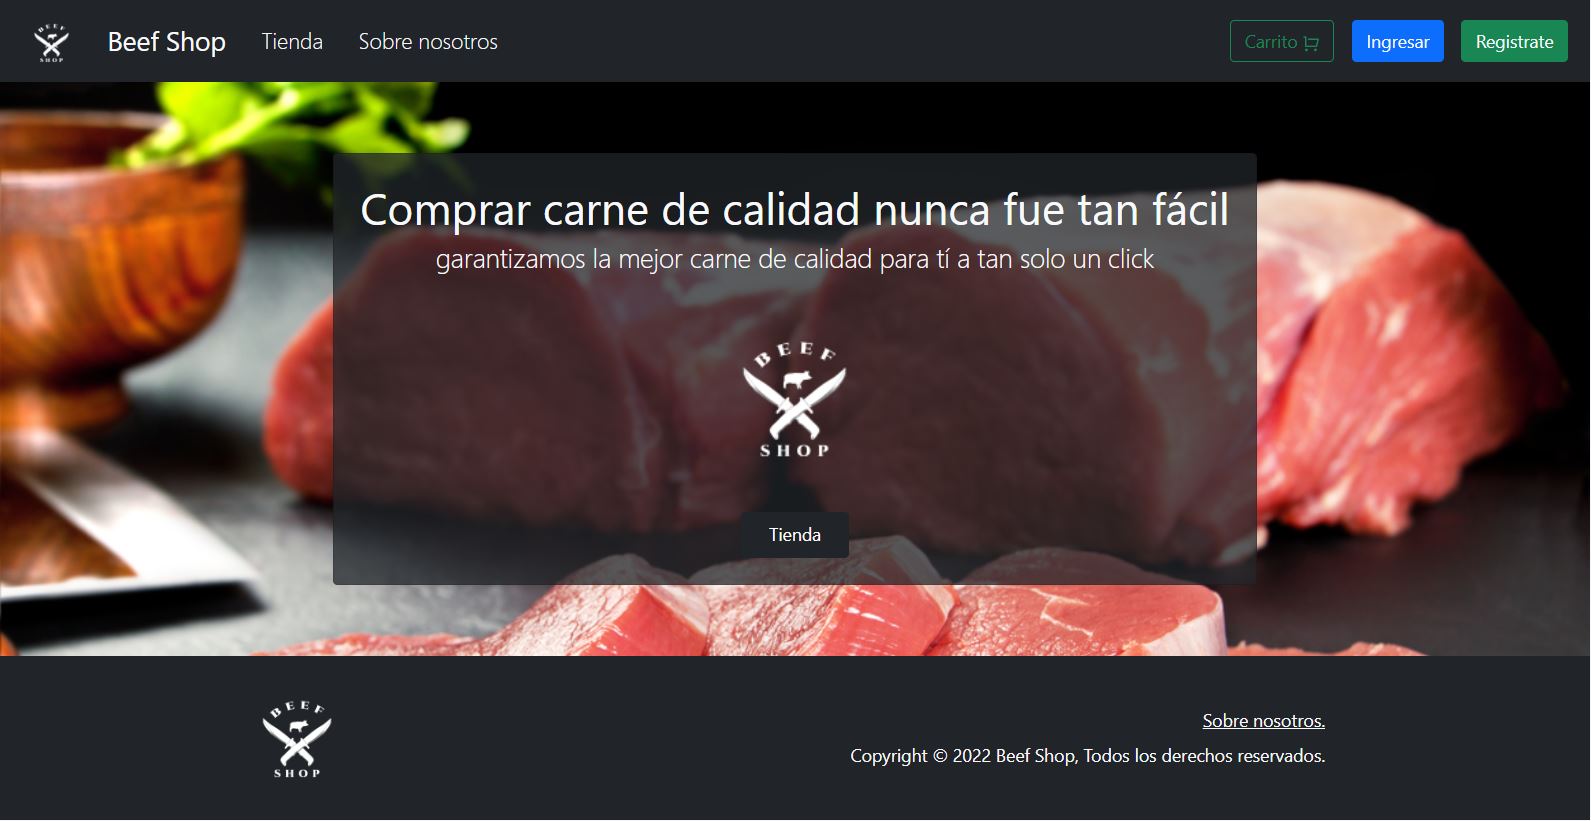 BEEF SHOP
Beef Shop Tienda Sobre nosotros Carrito Ingresar Registrate
Comprar carne de calidad nunca fue tan fácil
garantizamos la mejor carne de calidad para tí a tan solo un click
BEEF
SHOP
Tienda
BEEF
SHOP
Sobre nosotros.
Copyright © 2022 Beef Shop, Todos los derechos reservados.